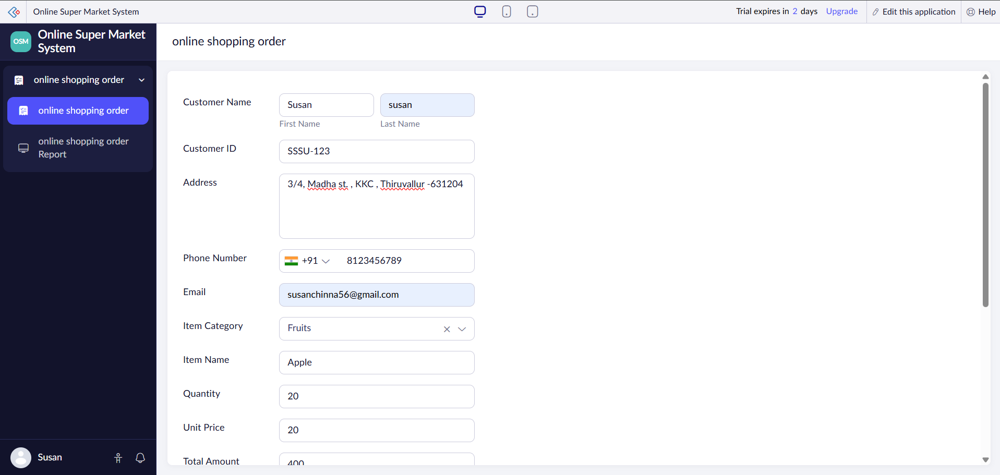 Online Super Market System
Trial expires in 2 days Upgrade Edit this application Help
OSM Online Super Market
System
online shopping order
online shopping order
online shopping order
online shopping order
Report
Susan
Customer Name Susan susan
First Name Last Name
Customer ID SSSU-123
Address 3/4, Madha st. , KKC , Thiruvallur -631204
Phone Number +91 8123456789
Email susanchinna56@gmail.com
Item Category Fruits
Item Name Apple
Quantity 20
Unit Price 20
Total Amount 400